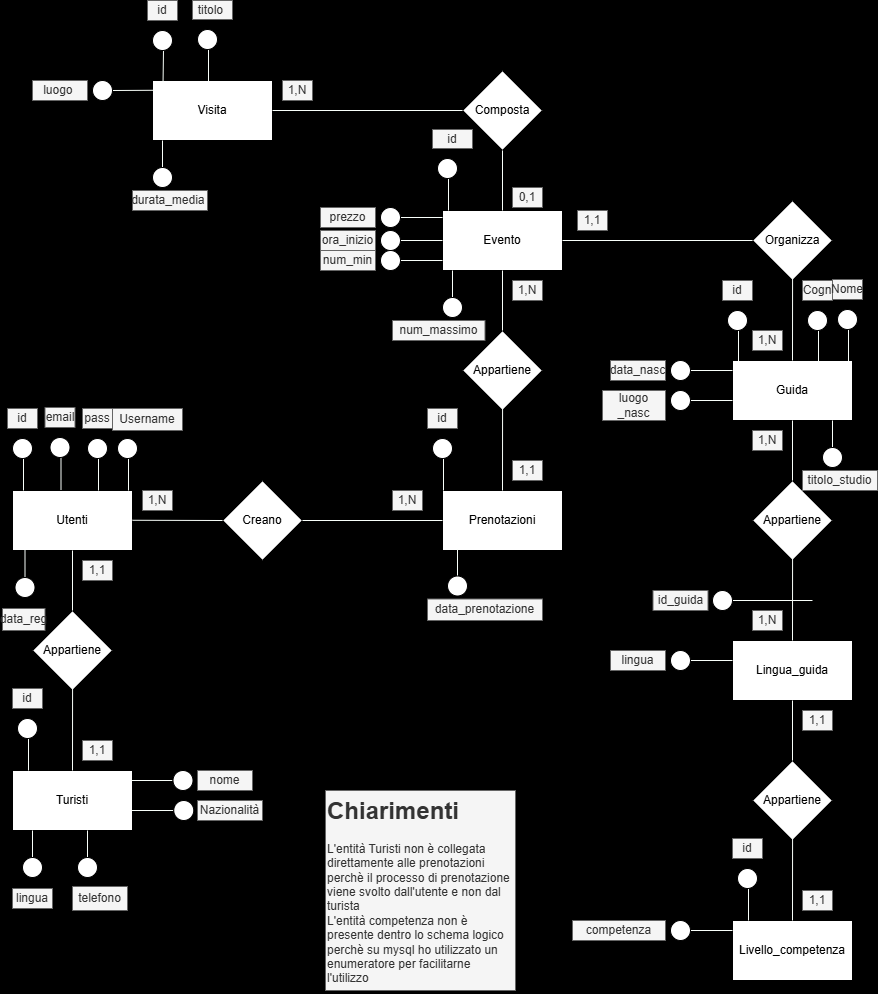 id
titolo
luogo
Visita
1,N
Composta
durata_media
id
0,1
prezzo
ora_inizio
num_min
Evento
1,1
Organizza
num_massimo
1,N
id
Cogn
Nome
1,N
Appartiene
data_nasc
luogo
_nasc
Guida
id
email
pass
Username
id
1,N
titolo_studio
1,1
Utenti
1,N
Creano
1,N
Prenotazioni
Appartiene
1,1
data_reg
data_prenotazione
id_guida
1,N
Appartiene
lingua
Lingua_guida
id
1,1
1,1
Turisti
nome
Nazionalità
Appartiene
lingua
telefono
Chiarimenti
L'entità Turisti non è collegata
direttamente alle prenotazioni
perchè il processo di prenotazione
viene svolto dall'utente e non dal
turista
L'entità competenza non è
presente dentro lo schema logico
perchè su mysql ho utilizzato un
enumeratore per facilitarne
l'utilizzo
id
1,1
competenza
Livello_competenza